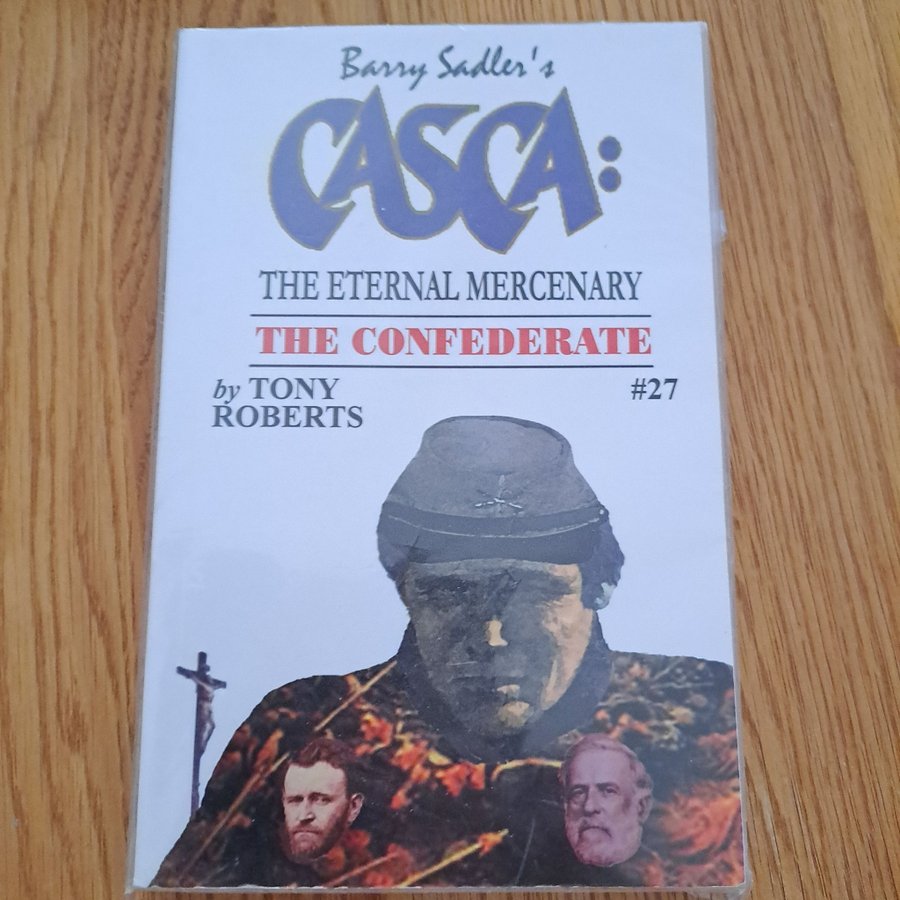 Barry Sadler's
CASCA:
THE ETERNAL MERCENARY
THE CONFEDERATE
by TONY
ROBERTS
#27